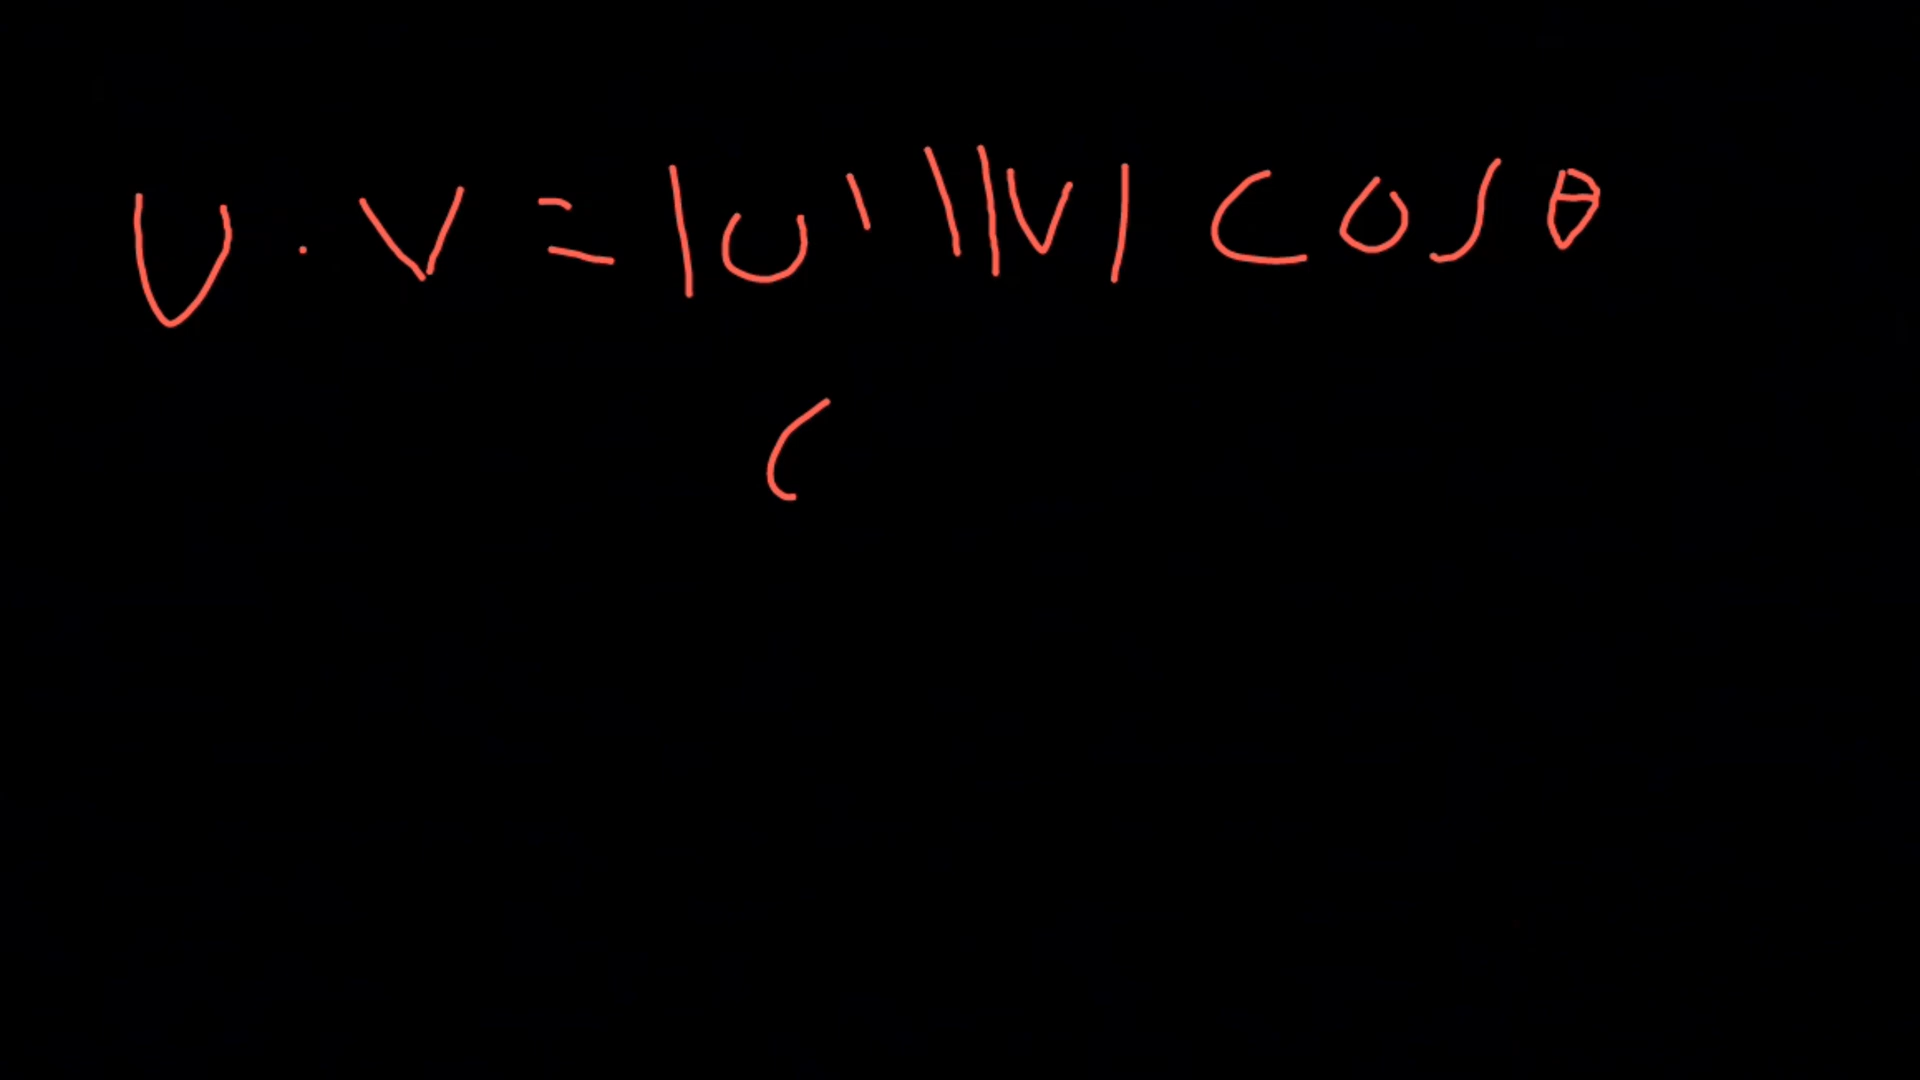 U · V = |U'||V| cos θ
(